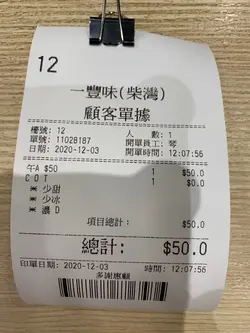 12
一豐味(柴灣)
顧客單據
檯號: 12 人 數: 1
單號: 11028187 開單員工: 琴
日期: 2020-12-03 開單時間: 12:07:56
午A $50 1 $50.0
C O T 1 $0.0
※ 少甜
※ 少冰
※ 濃 D
項目總計: $50.0
總計: $50.0
印單日期: 2020-12-03 時間: 12:07:56
多謝惠顧